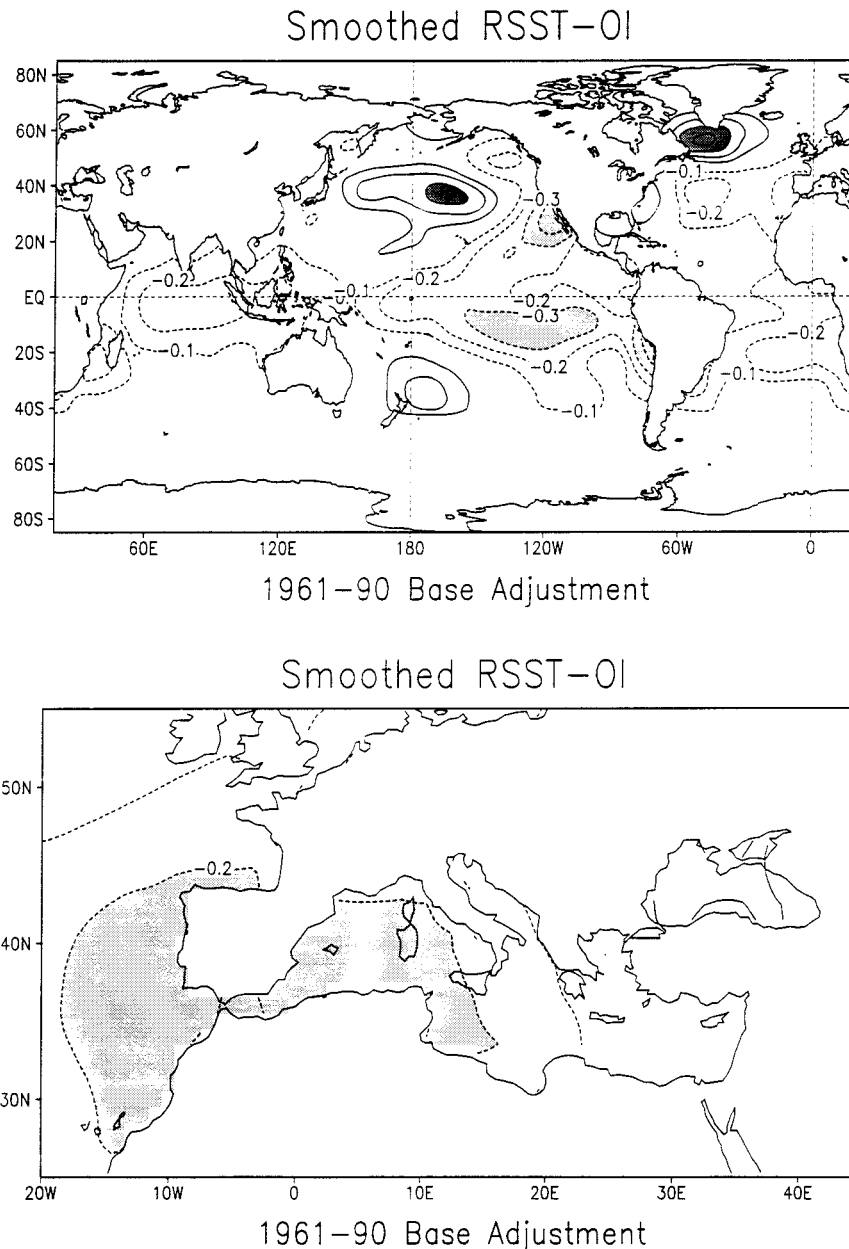 Smoothed RSST-OI
80N
60N
40N
20N
EQ
20S
40S
60S
80S
-0.1
-0.2
-0.3
-0.2
-0.2
-0.1
-0.2
-0.3
-0.2
-0.1
-0.2
-0.1
-0.2
-0.1
60E 120E 180 120W 60W 0
1961-90 Base Adjustment
Smoothed RSST-OI
50N
40N
30N
-0.2
20W 10W 0 10E 20E 30E 40E
1961-90 Base Adjustment